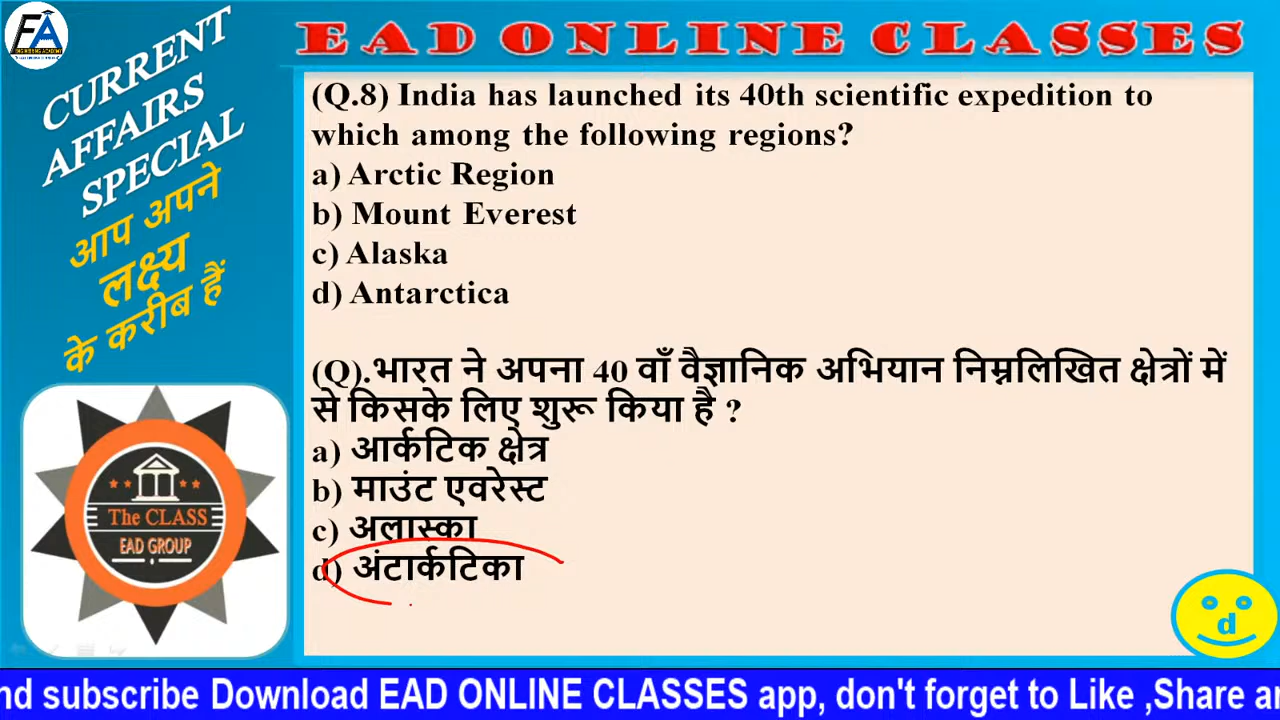 FA
EAD ONLINE CLASSES
CURRENT
AFFAIRS
SPECIAL
आप अपने
लक्ष्य
के करीब हैं
(Q.8) India has launched its 40th scientific expedition to
which among the following regions?
a) Arctic Region
b) Mount Everest
c) Alaska
d) Antarctica
(Q).भारत ने अपना 40 वाँ वैज्ञानिक अभियान निम्नलिखित क्षेत्रों में
से किसके लिए शुरू किया है ?
a) आर्कटिक क्षेत्र
b) माउंट एवरेस्ट
c) अलास्का
d) अंटार्कटिका
The CLASS
EAD GROUP
d
nd subscribe Download EAD ONLINE CLASSES app, don't forget to Like ,Share an